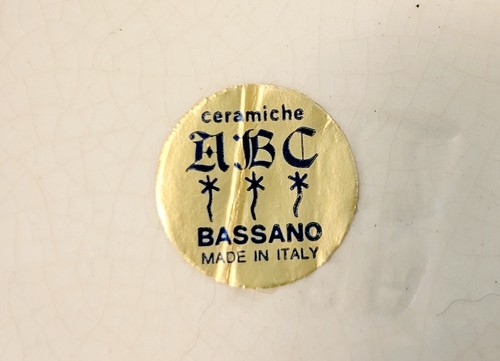 ceramiche
ABC
BASSANO
MADE IN ITALY